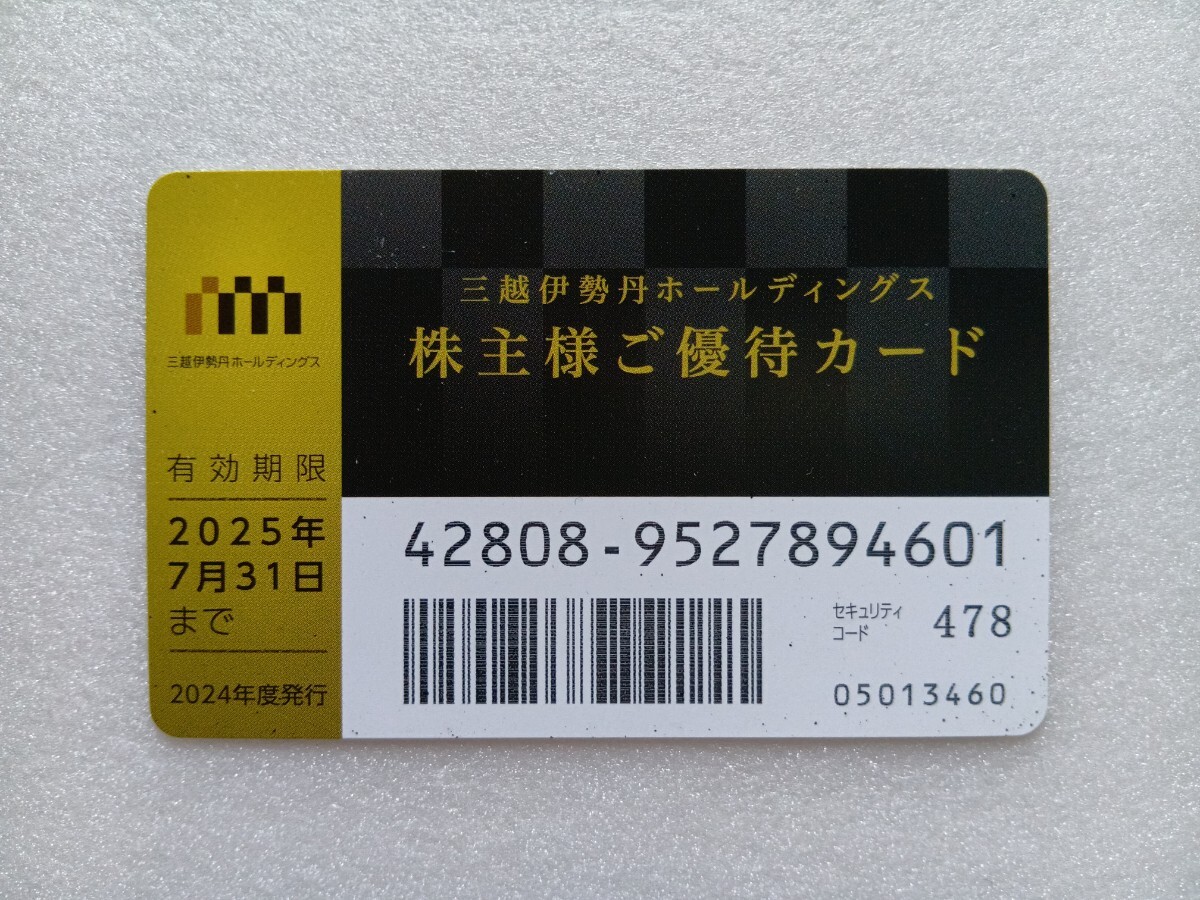 三越伊勢丹ホールディングス
有効期限
2025年
7月31日
まで
2024年度発行
三越伊勢丹ホールディングス
株主様ご優待カード
42808-9527894601
セキュリティ
コード
478
05013460